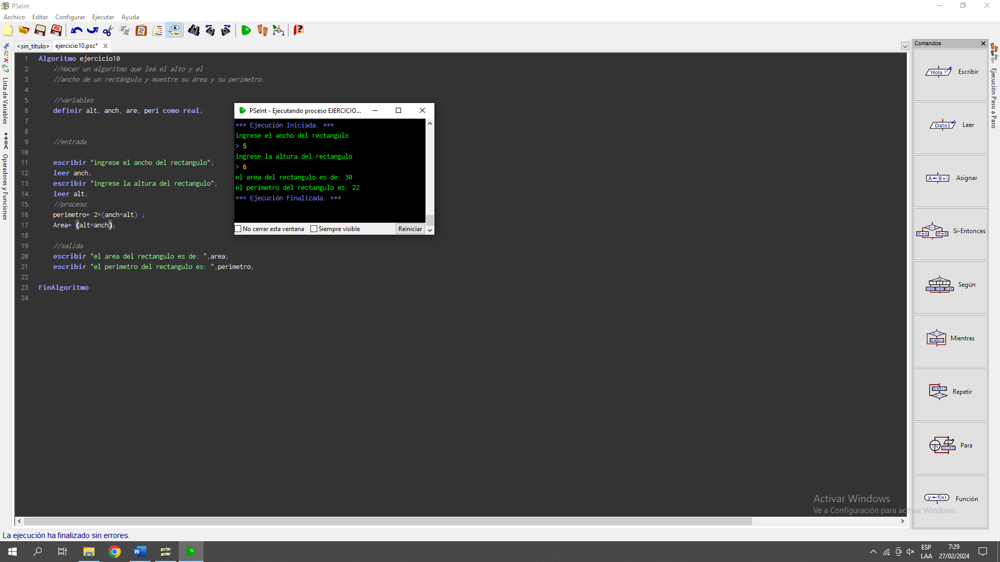 PSeInt
Archivo Editar Configurar Ejecutar Ayuda
<sin_titulo> ejercicio10.psc*
Lista de Variables
Operadores y Funciones
1 Algoritmo ejercicio10
2 //Hacer un algoritmo que lea el alto y el
3 //ancho de un rectángulo y muestre su área y su perímetro.
4
5 //variables
6 definir alt, anch, are, peri como real;
7
8
9 //entrada
10
11 escribir "ingrese el ancho del rectangulo";
12 leer anch;
13 escribir "ingrese la altura del rectangulo";
14 leer alt;
15 //proceso
16 perimetro← 2*(anch+alt) ;
17 Area← (alt*anch);
18
19 //salida
20 escribir "el area del rectangulo es de: ",area;
21 escribir "el perimetro del rectangulo es: ",perimetro;
22
23 FinAlgoritmo
24
PSeInt - Ejecutando proceso EJERCICIO...
*** Ejecución Iniciada. ***
ingrese el ancho del rectangulo
> 5
ingrese la altura del rectangulo
> 6
el area del rectangulo es de: 30
el perimetro del rectangulo es: 22
*** Ejecución Finalizada. ***
No cerrar esta ventana Siempre visible Reiniciar
Comandos
'Hola !' Escribir
Dato1 Leer
A←B+i Asignar
A>B M←A M←B Si-Entonces
Según
Mientras
Repetir
Para
y←f(x) Función
Ejecución Paso a Paso
Activar Windows
Ve a Configuración para activar Windows.
La ejecución ha finalizado sin errores.
ESP
LAA
7:29
27/02/2024